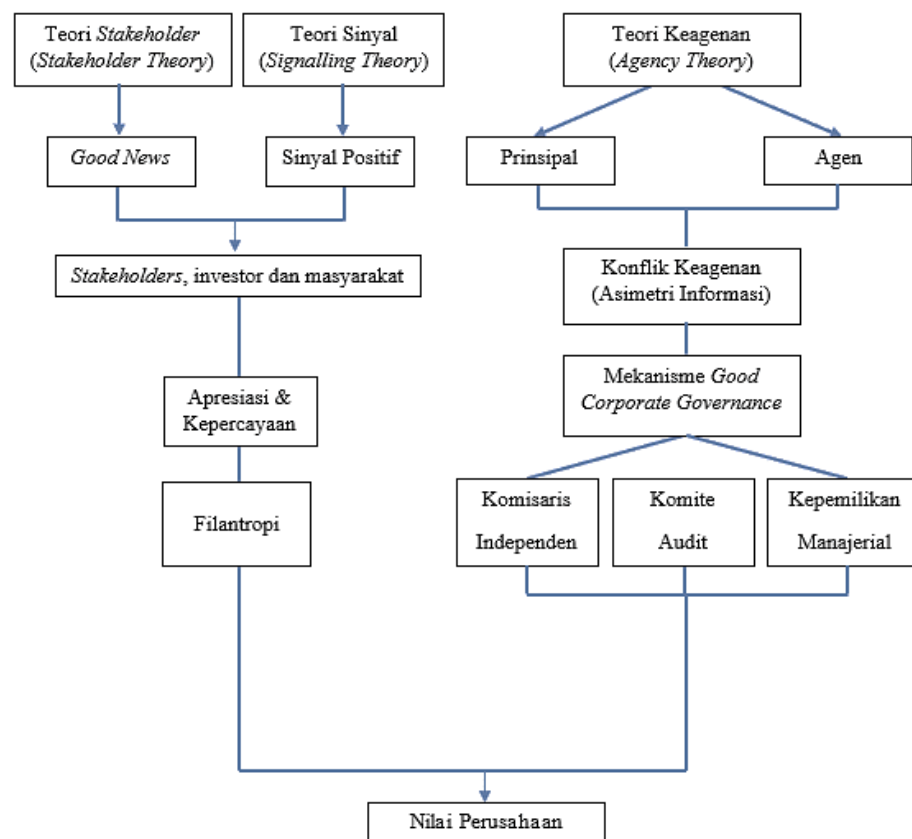 Teori Stakeholder
(Stakeholder Theory)
Teori Sinyal
(Signalling Theory)
Teori Keagenan
(Agency Theory)
Good News
Sinyal Positif
Prinsipal
Agen
Stakeholders, investor dan masyarakat
Konflik Keagenan
(Asimetri Informasi)
Apresiasi &
Kepercayaan
Mekanisme Good
Corporate Governance
Filantropi
Komisaris
Independen
Komite
Audit
Kepemilikan
Manajerial
Nilai Perusahaan